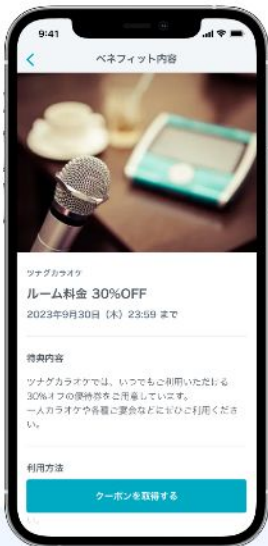 9:41
ベネフィット内容
ツナグカラオケ
ルーム料金 30%OFF
2023年9月30日（木）23:59 まで
特典内容
ツナグカラオケでは、いつでもご利用いただける
30%オフの優待券をご用意しています。
一人カラオケや各種ご宴会などにぜひご利用くださ
い。
利用方法
クーポンを取得する